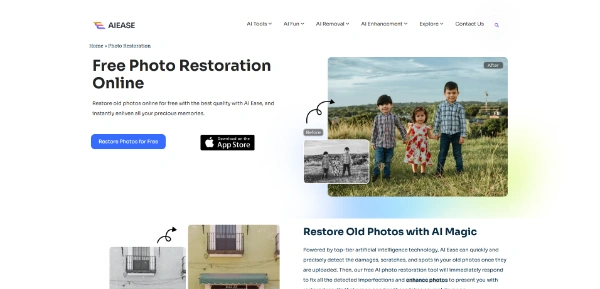 AIEASE
AI Tools
AI Fun
AI Removal
AI Enhancement
Explore
Contact Us
Home » Photo Restoration
Free Photo Restoration
Online
Restore old photos online for free with the best quality with AI Ease, and
instantly enliven all your precious memories.
Restore Photos for Free
Download on the
App Store
After
Before
Restore Old Photos with AI Magic
Powered by top-tier artificial intelligence technology, AI Ease can quickly and
precisely detect the damages, scratches, and spots in your old photos once they
are uploaded. Then, our free AI photo restoration tool will immediately respond
to fix all the detected imperfections and enhance photos to present you with